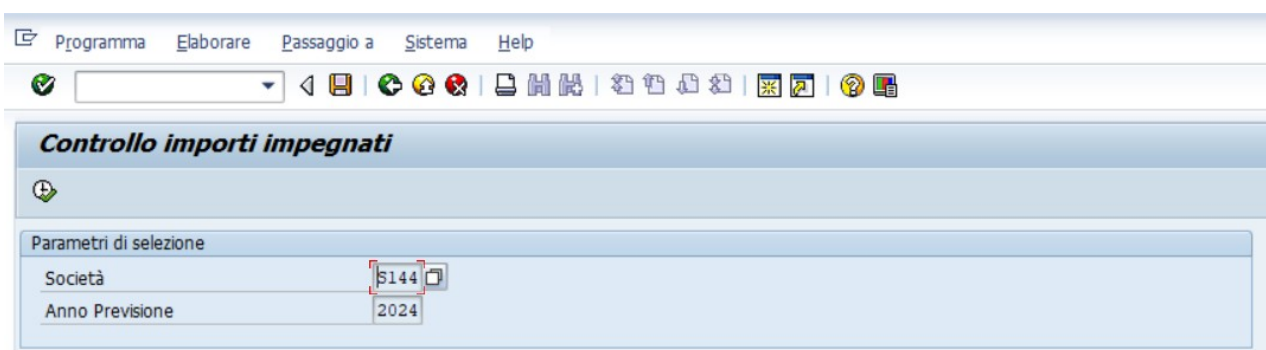 Programma Elaborare Passaggio a Sistema Help
Controllo importi impegnati
Parametri di selezione
Società S144
Anno Previsione 2024